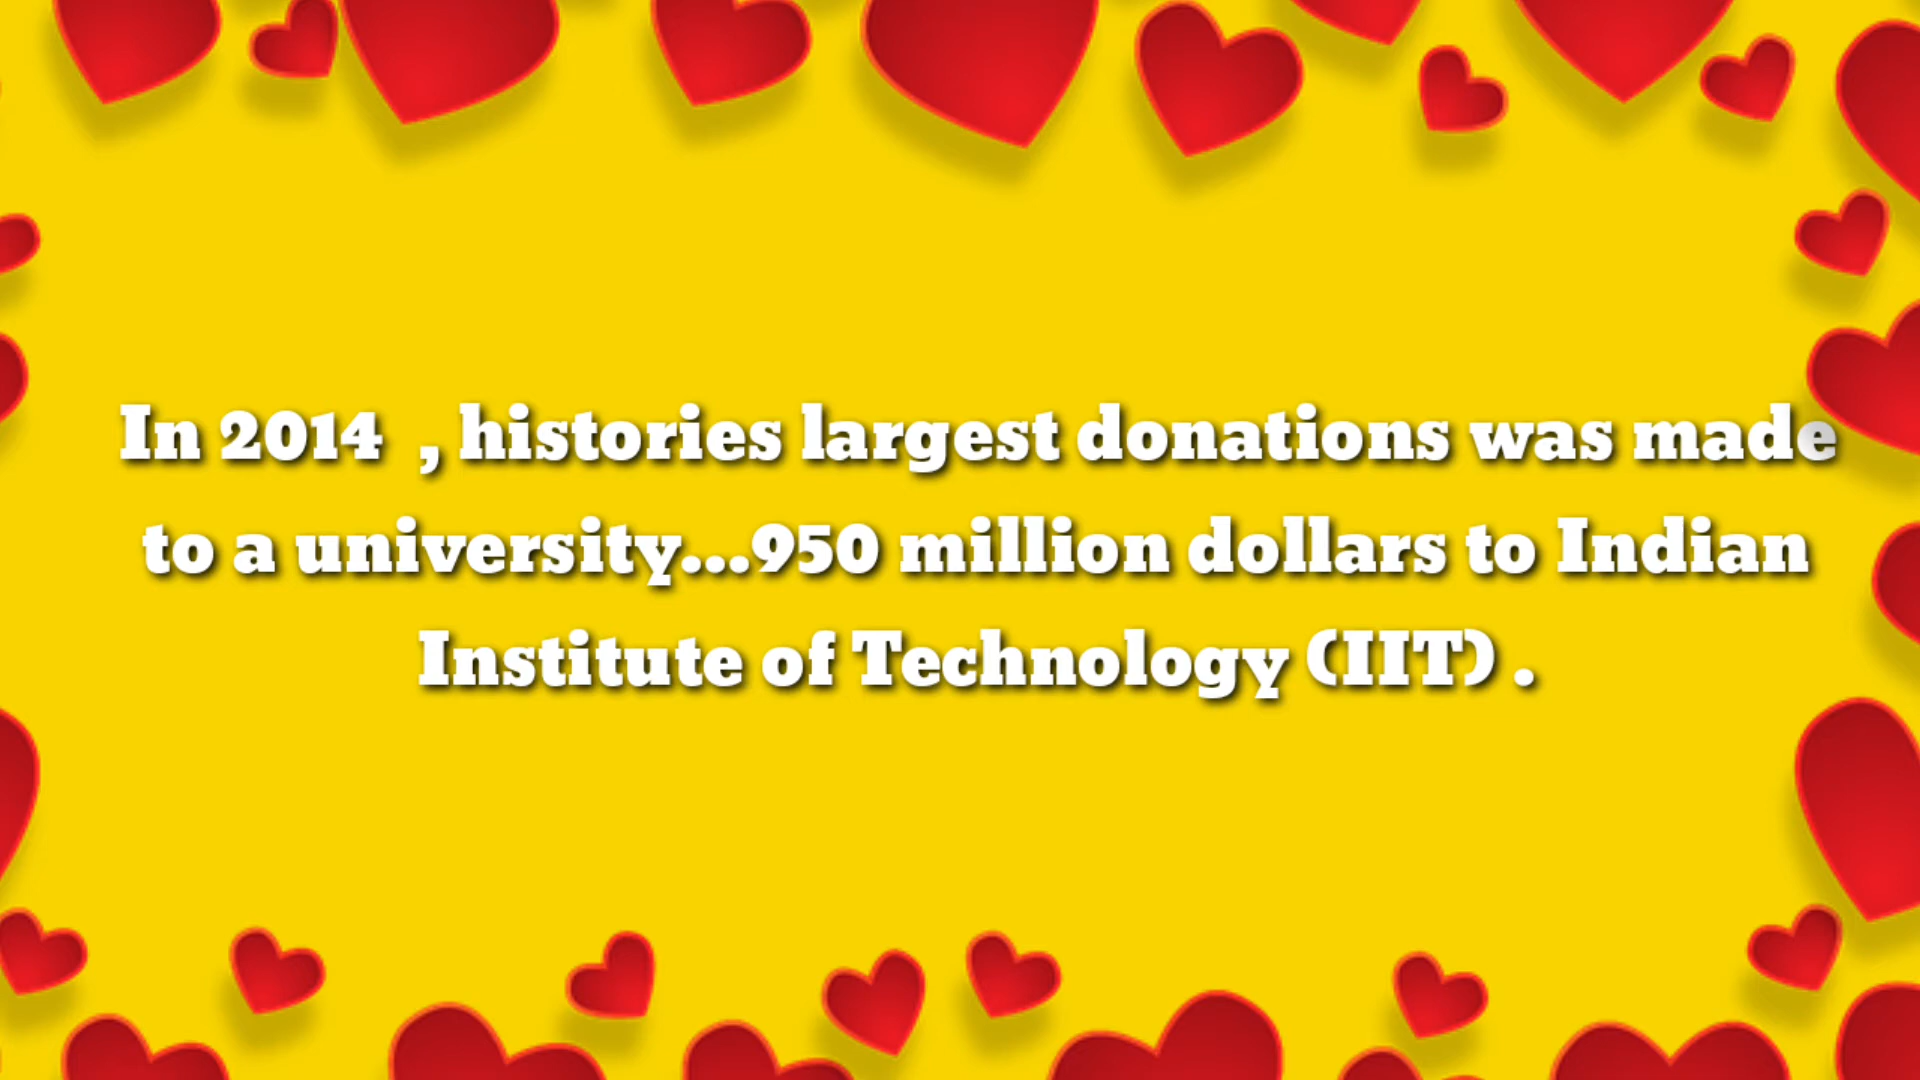 In 2014  , histories largest donations was made
to a university...950 million dollars to Indian
Institute of Technology (IIT) .